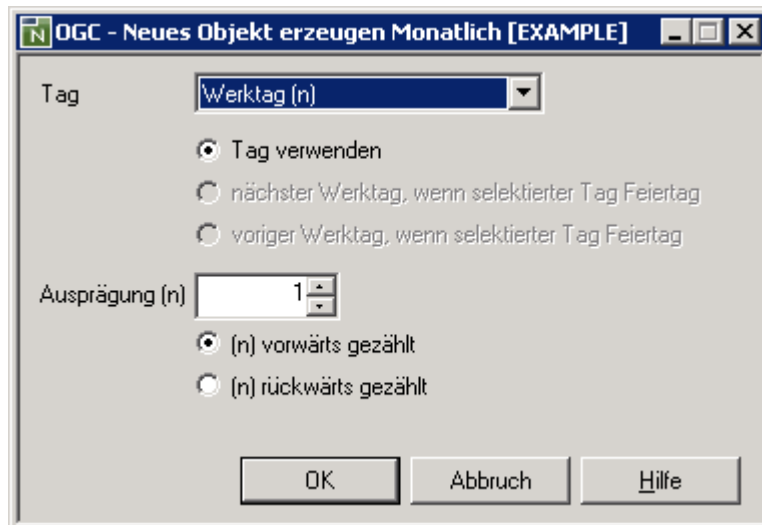 OGC - Neues Objekt erzeugen Monatlich [EXAMPLE]
Tag Werktag (n)
Tag verwenden
nächster Werktag, wenn selektierter Tag Feiertag
voriger Werktag, wenn selektierter Tag Feiertag
Ausprägung (n) 1
(n) vorwärts gezählt
(n) rückwärts gezählt
OK Abbruch Hilfe